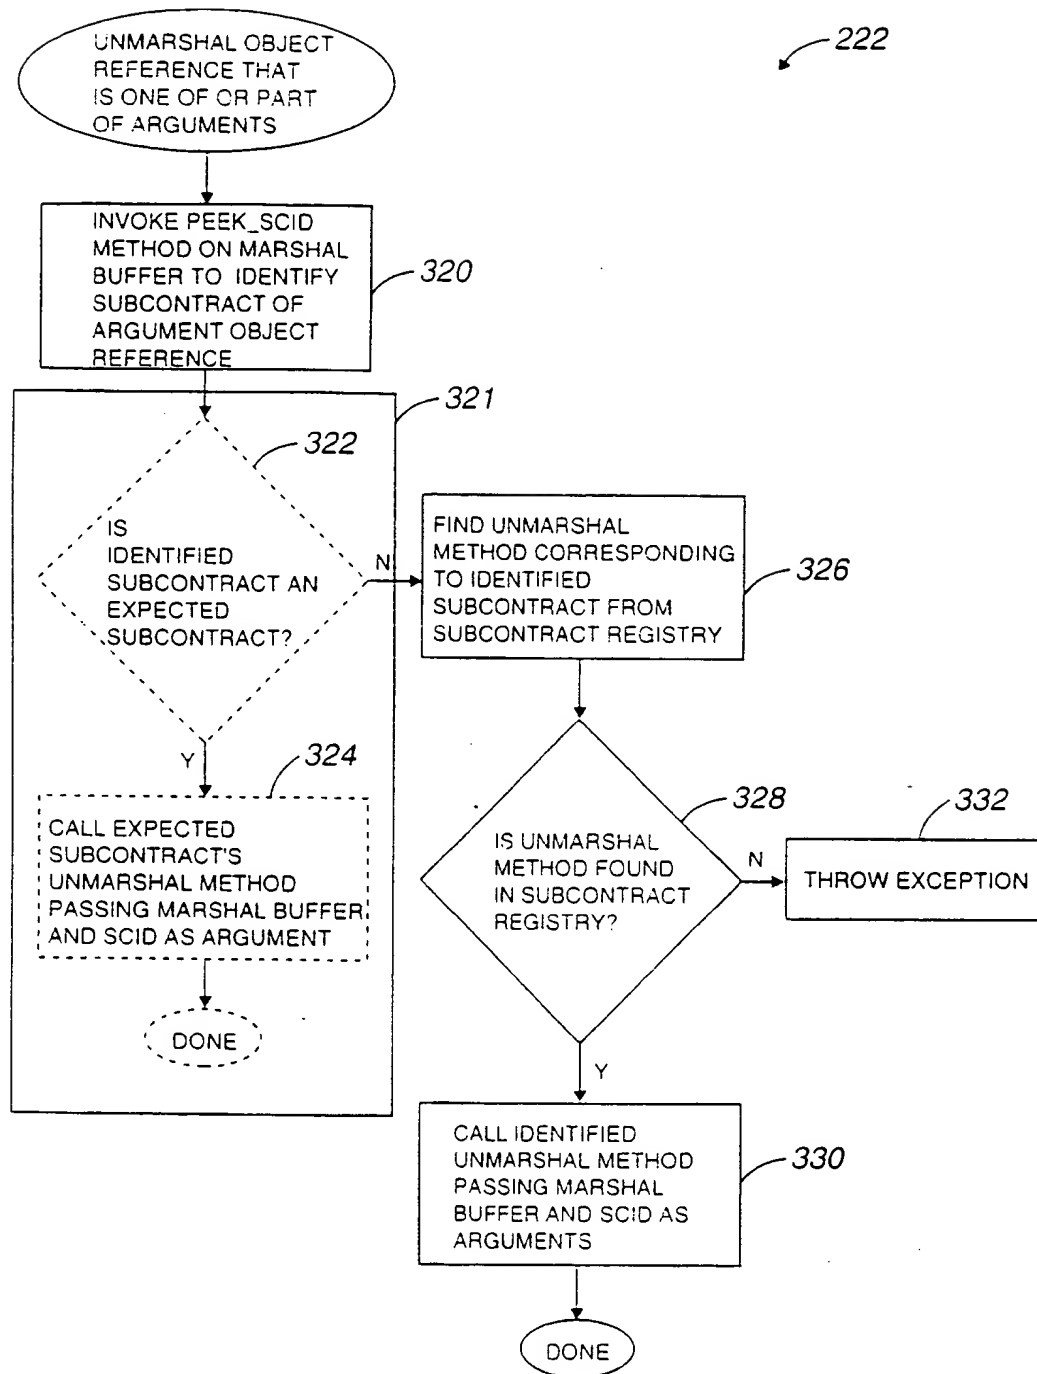 UNMARSHAL OBJECT
REFERENCE THAT
IS ONE OF OR PART
OF ARGUMENTS
222
INVOKE PEEK_SCID
METHOD ON MARSHAL
BUFFER TO IDENTIFY
SUBCONTRACT OF
ARGUMENT OBJECT
REFERENCE
320
321
322
IS
IDENTIFIED
SUBCONTRACT AN
EXPECTED
SUBCONTRACT?
N
Y
324
CALL EXPECTED
SUBCONTRACT'S
UNMARSHAL METHOD
PASSING MARSHAL BUFFER
AND SCID AS ARGUMENT
DONE
FIND UNMARSHAL
METHOD CORRESPONDING
TO IDENTIFIED
SUBCONTRACT FROM
SUBCONTRACT REGISTRY
326
328
IS UNMARSHAL
METHOD FOUND
IN SUBCONTRACT
REGISTRY?
N
332
THROW EXCEPTION
Y
CALL IDENTIFIED
UNMARSHAL METHOD
PASSING MARSHAL
BUFFER AND SCID AS
ARGUMENTS
330
DONE